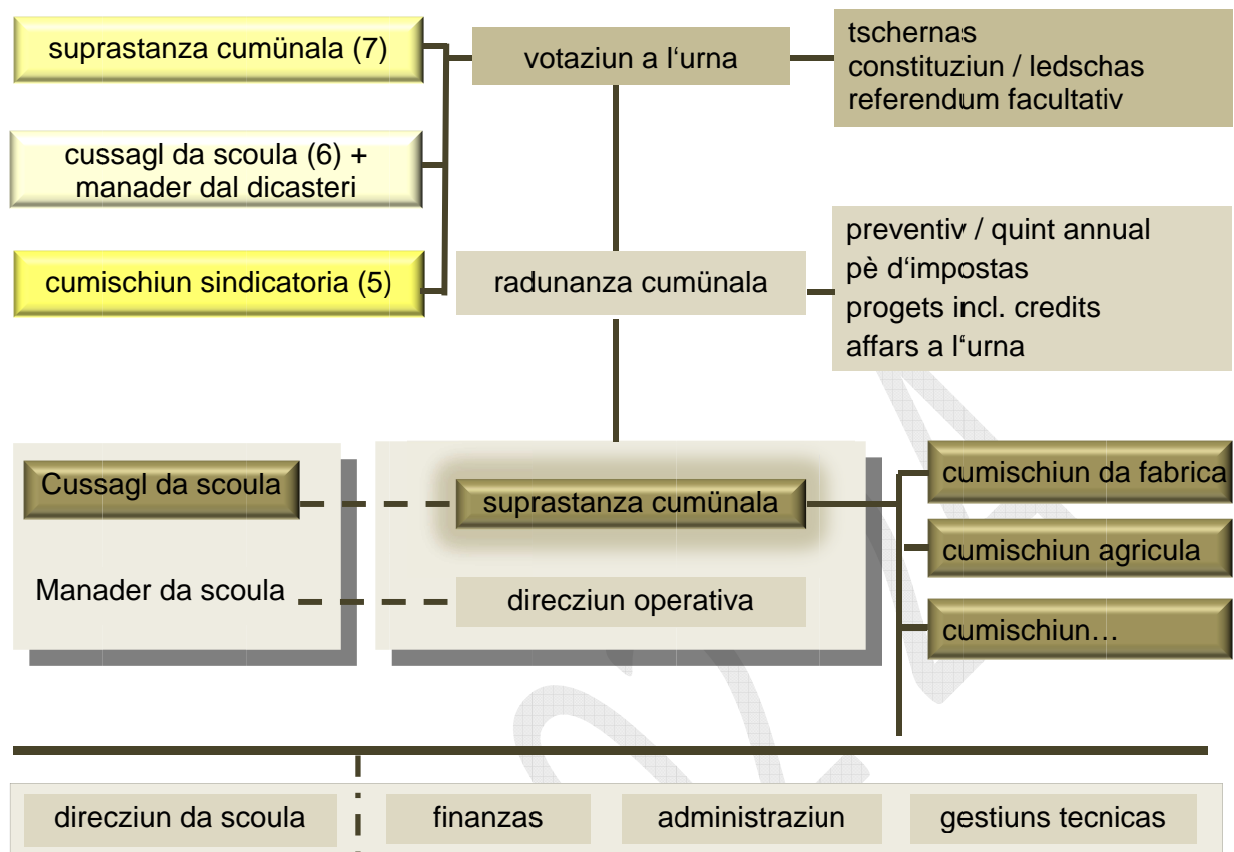 suprastanza cumünala (7)
votaziun a l‘urna
tschernas
constituziun / ledschas
referendum facultativ
cussagl da scoula (6) +
manader dal dicasteri
cumischiun sindicatoria (5)
radunanza cumünala
preventiv / quint annual
pè d‘impostas
progets incl. credits
affars a l‘urna
Cussagl da scoula
suprastanza cumünala
cumischiun da fabrica
cumischiun agricula
Manader da scoula
direcziun operativa
cumischiun…
direcziun da scoula
finanzas
administraziun
gestiuns tecnicas